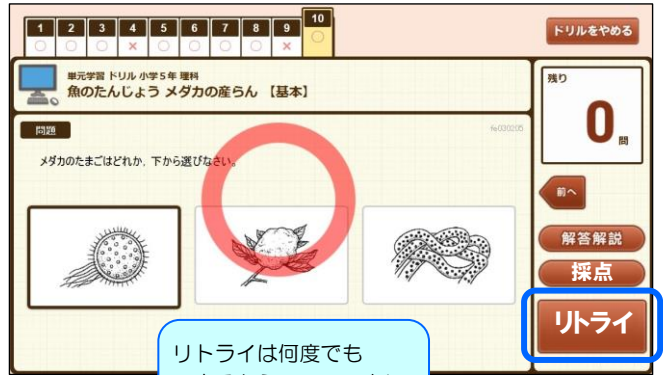 1 2 3 4 5 6 7 8 9 10
○ ○ ○ × ○ ○ ○ ○ × ○
ドリルをやめる
単元学習 ドリル 小学5年 理科
魚のたんじょう メダカの産らん 【基本】
残り
0 問
問題
メダカのたまごはどれか，下から選びなさい。
前へ
解答解説
採点
リトライ
リトライは何度でも